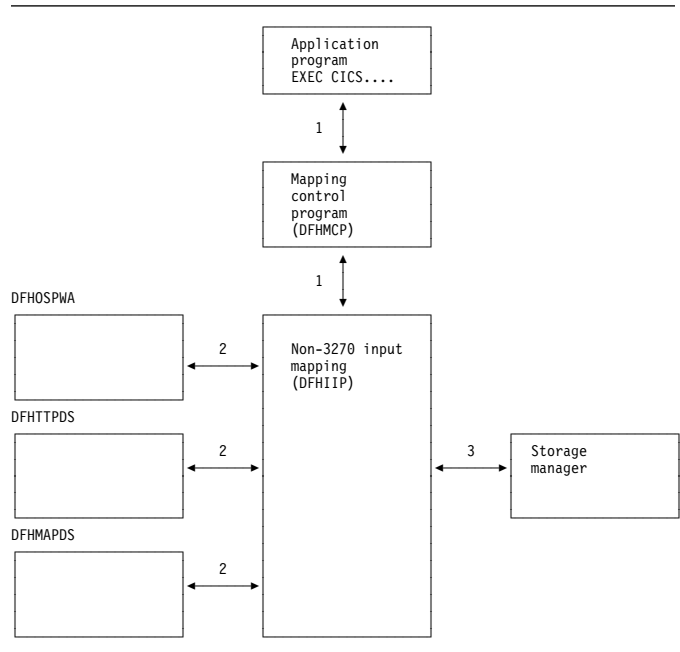 Application
program
EXEC CICS....
1
Mapping
control
program
(DFHMCP)
1
DFHOSPWA
2
Non-3270 input
mapping
(DFHIIP)
DFHTTPDS
2
3
Storage
manager
DFHMAPDS
2